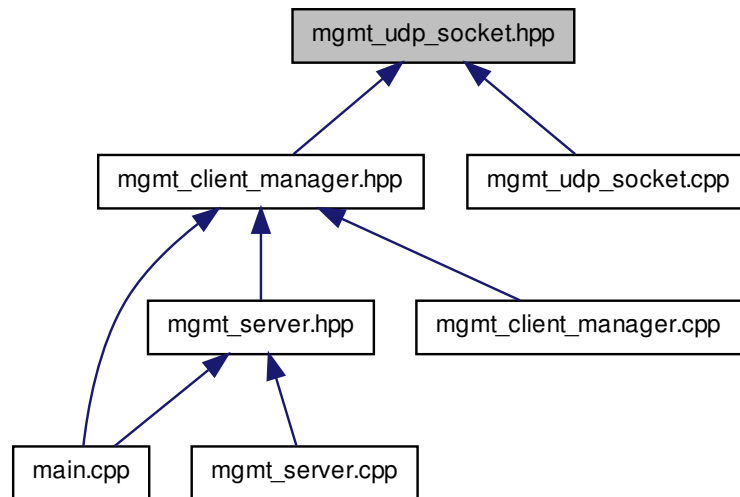 mgmt_udp_socket.hpp
mgmt_client_manager.hpp
mgmt_udp_socket.cpp
mgmt_server.hpp
mgmt_client_manager.cpp
main.cpp
mgmt_server.cpp